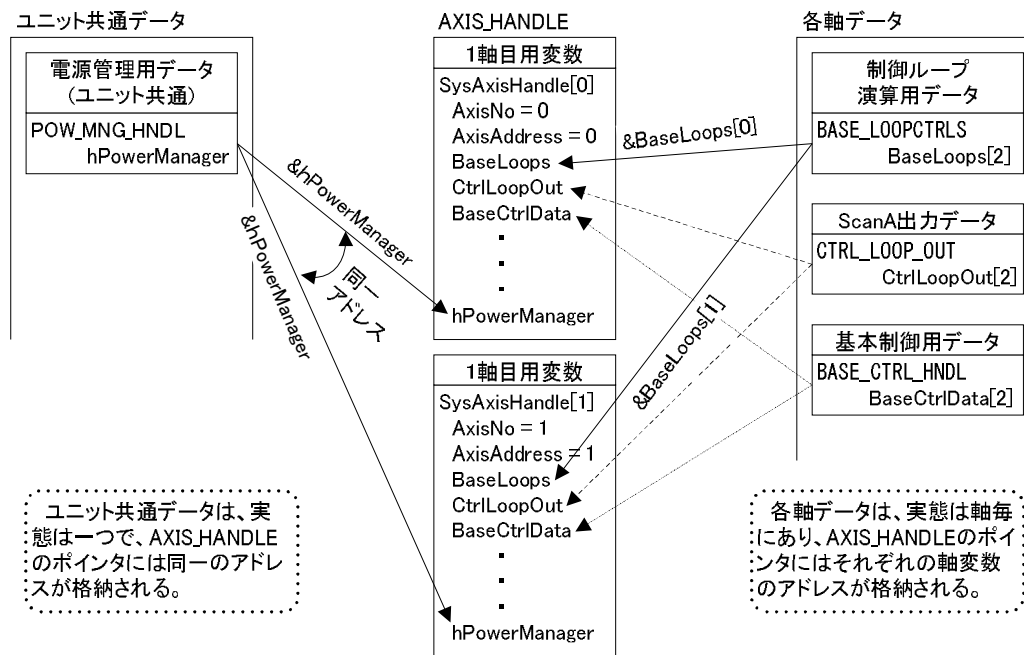 ユニット共通データ
電源管理用データ
(ユニット共通)
POW_MNG_HNDL
hPowerManager
&hPowerManager
&hPowerManager
同一
アドレス
ユニット共通データは、実
態は一つで、AXIS_HANDLE
のポインタには同一のアドレ
スが格納される。
AXIS_HANDLE
1軸目用変数
SysAxisHandle[0]
AxisNo = 0
AxisAddress = 0
BaseLoops
CtrlLoopOut
BaseCtrlData
・
・
・
hPowerManager
1軸目用変数
SysAxisHandle[1]
AxisNo = 1
AxisAddress = 1
BaseLoops
CtrlLoopOut
BaseCtrlData
・
・
・
hPowerManager
&BaseLoops[0]
&BaseLoops[1]
各軸データ
制御ループ
演算用データ
BASE_LOOPCTRLS
BaseLoops[2]
ScanA出力データ
CTRL_LOOP_OUT
CtrlLoopOut[2]
基本制御用データ
BASE_CTRL_HNDL
BaseCtrlData[2]
各軸データは、実態は軸毎
にあり、AXIS_HANDLEのポイ
ンタにはそれぞれの軸変数
のアドレスが格納される。